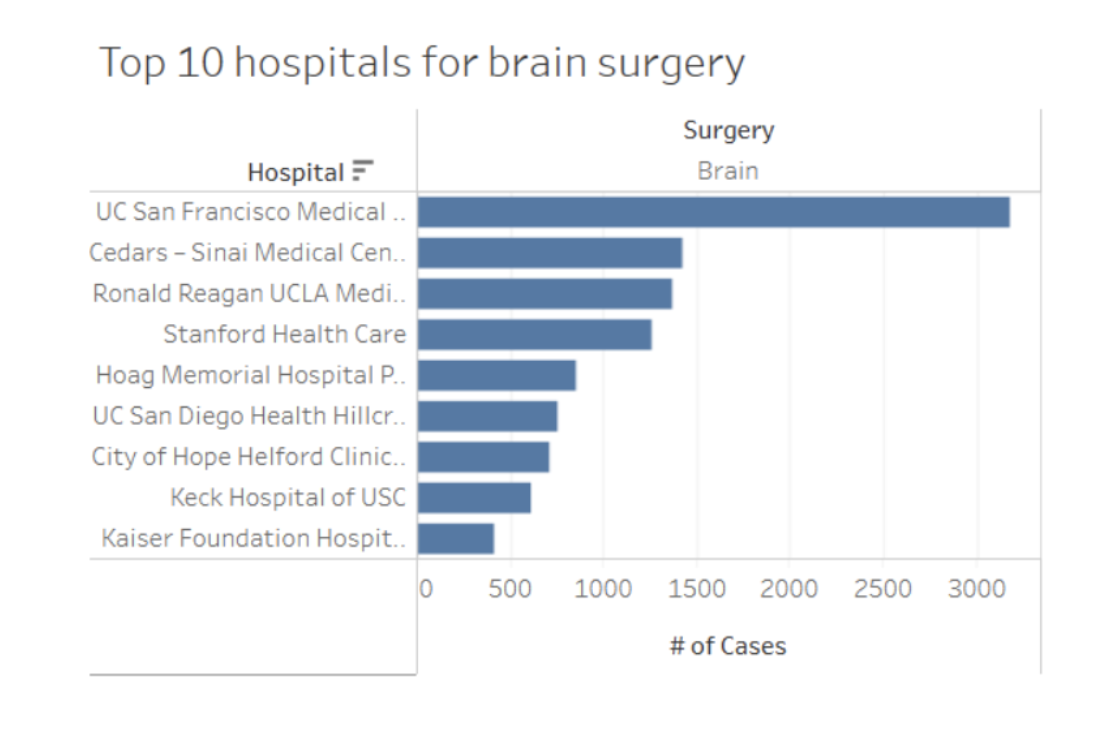 Top 10 hospitals for brain surgery
Surgery
Hospital
Brain
UC San Francisco Medical ..
Cedars – Sinai Medical Cen..
Ronald Reagan UCLA Medi..
Stanford Health Care
Hoag Memorial Hospital P..
UC San Diego Health Hillcr..
City of Hope Helford Clinic..
Keck Hospital of USC
Kaiser Foundation Hospit..
0 500 1000 1500 2000 2500 3000
# of Cases